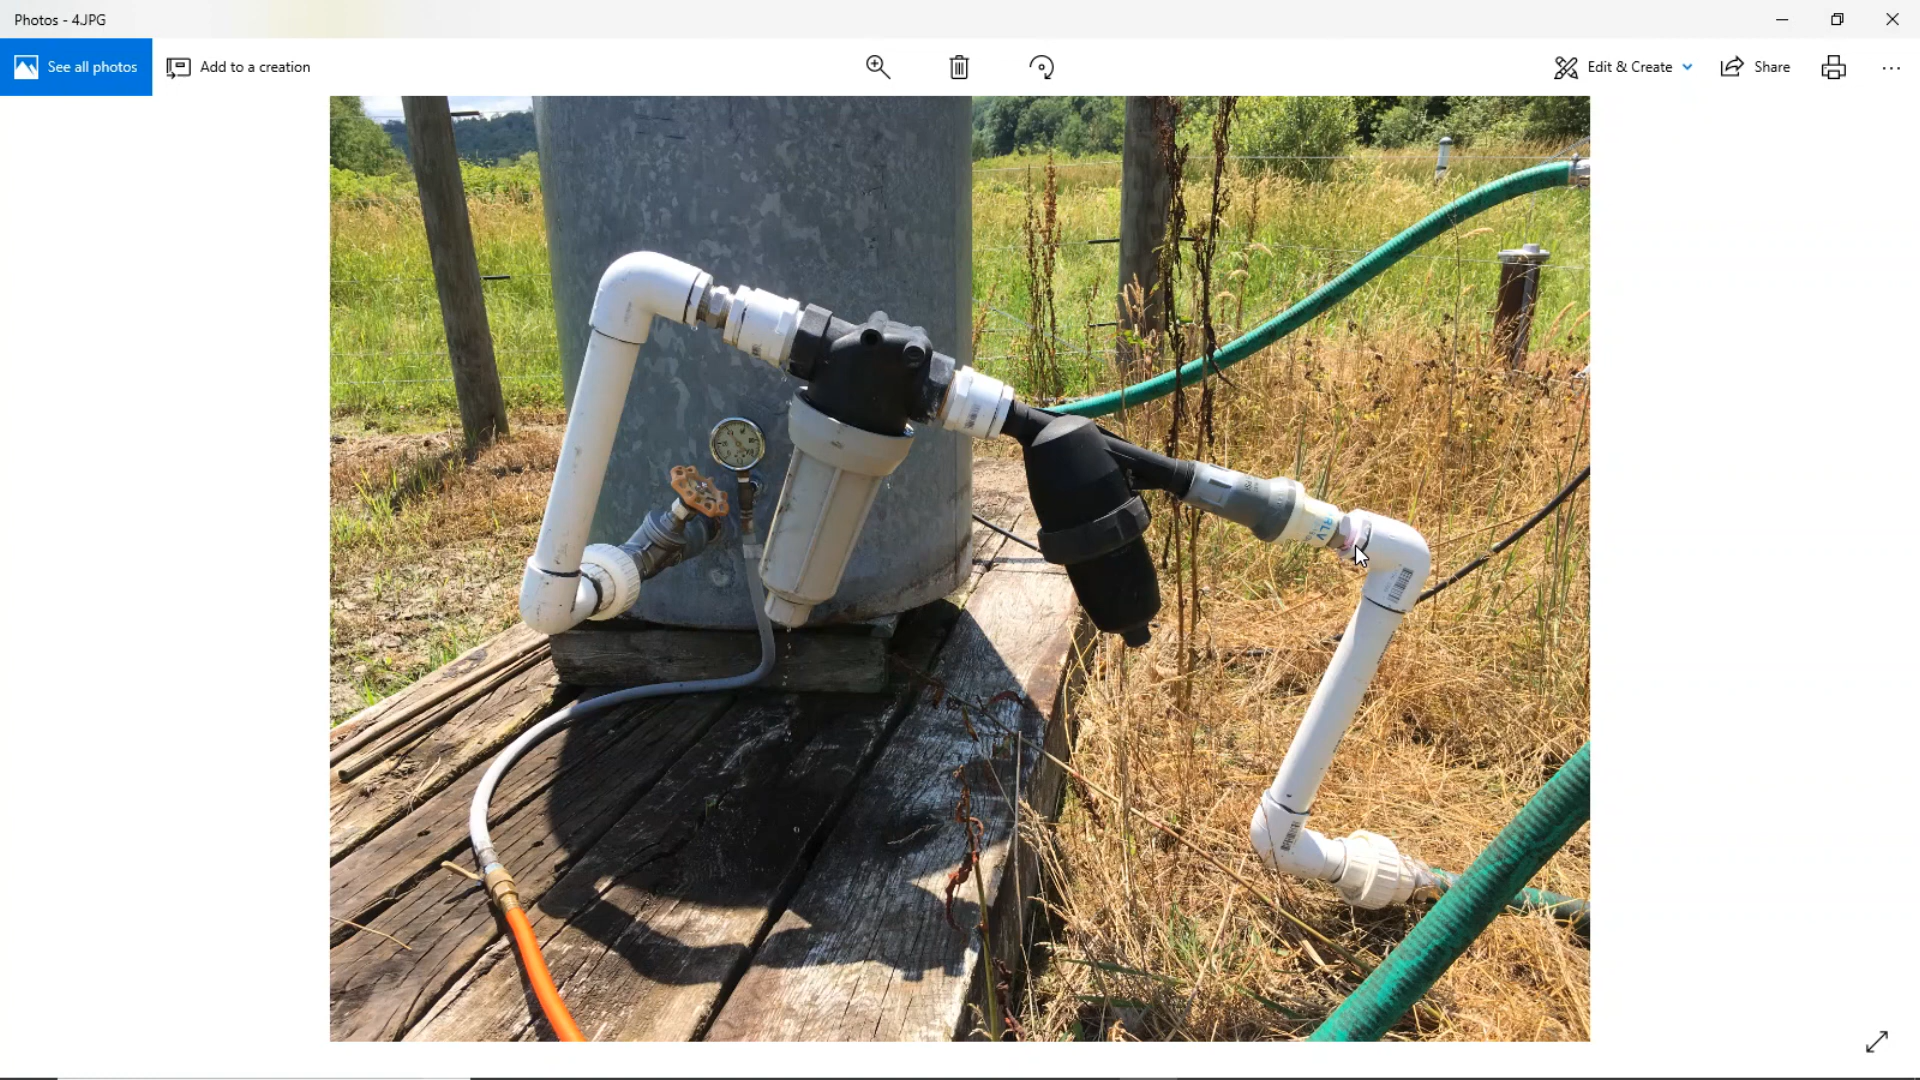 Photos - 4.JPG
See all photos
Add to a creation
Edit & Create
Share